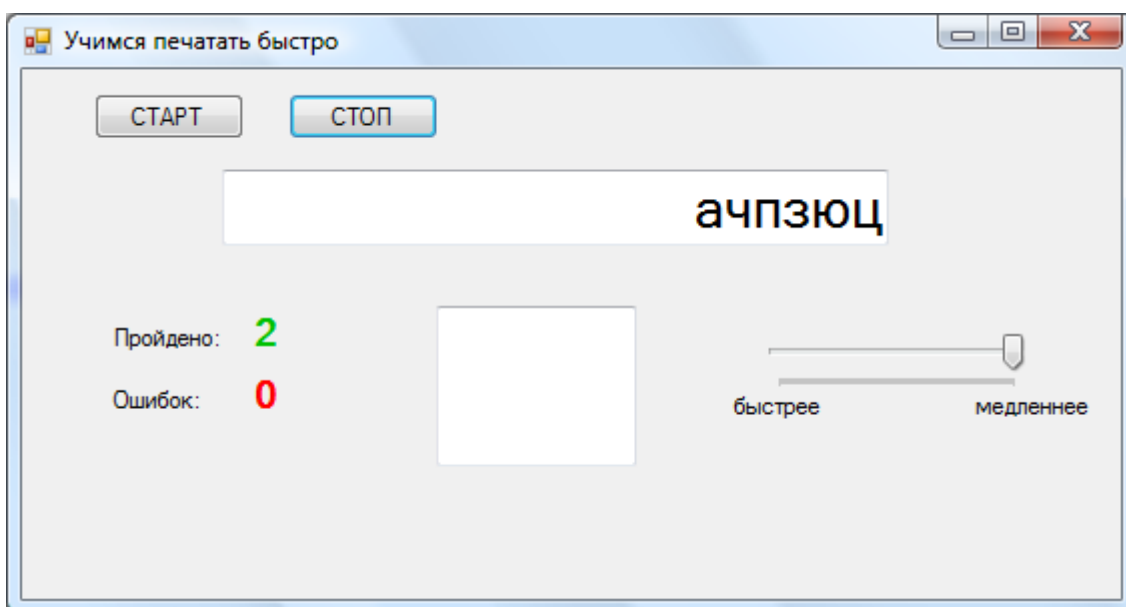 Учимся печатать быстро
СТАРТ СТОП
ачпзюц
Пройдено: 2
Ошибок: 0
быстрее медленнее